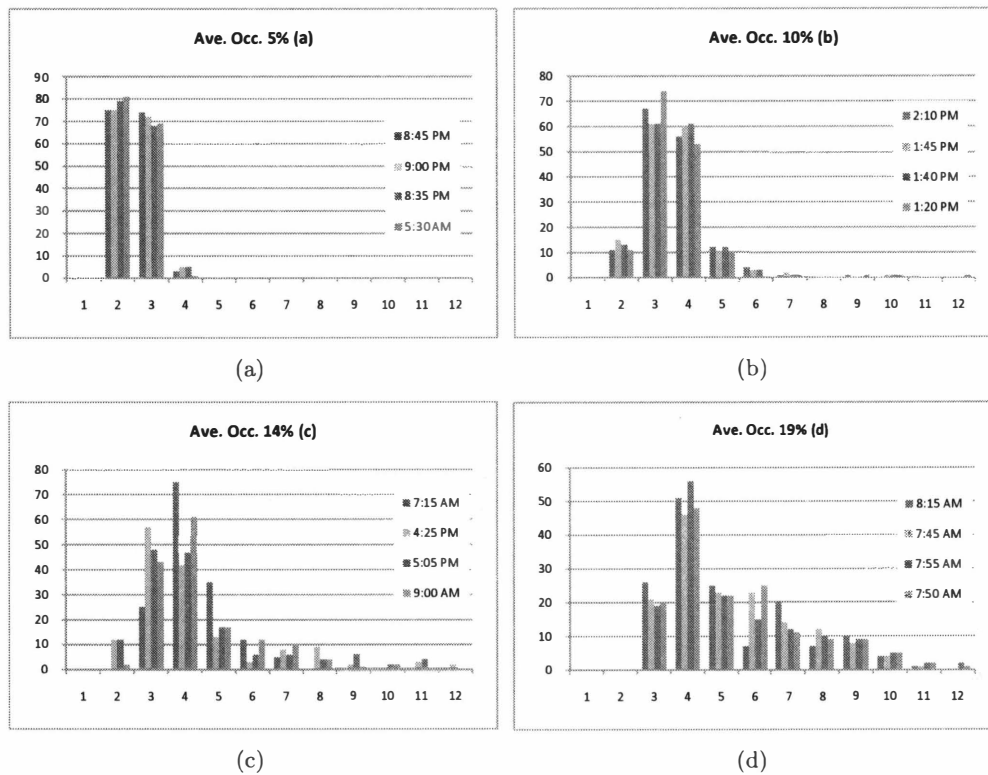 Ave. Occ. 5% (a)
90
80
70
60
50
40
30
20
10
0
1 2 3 4 5 6 7 8 9 10 11 12
8:45 PM
9:00 PM
8:35 PM
5:30 AM
(a)
Ave. Occ. 10% (b)
80
70
60
50
40
30
20
10
0
1 2 3 4 5 6 7 8 9 10 11 12
2:10 PM
1:45 PM
1:40 PM
1:20 PM
(b)
Ave. Occ. 14% (c)
80
70
60
50
40
30
20
10
0
1 2 3 4 5 6 7 8 9 10 11 12
7:15 AM
4:25 PM
5:05 PM
9:00 AM
(c)
Ave. Occ. 19% (d)
60
50
40
30
20
10
0
1 2 3 4 5 6 7 8 9 10 11 12
8:15 AM
7:45 AM
7:55 AM
7:50 AM
(d)